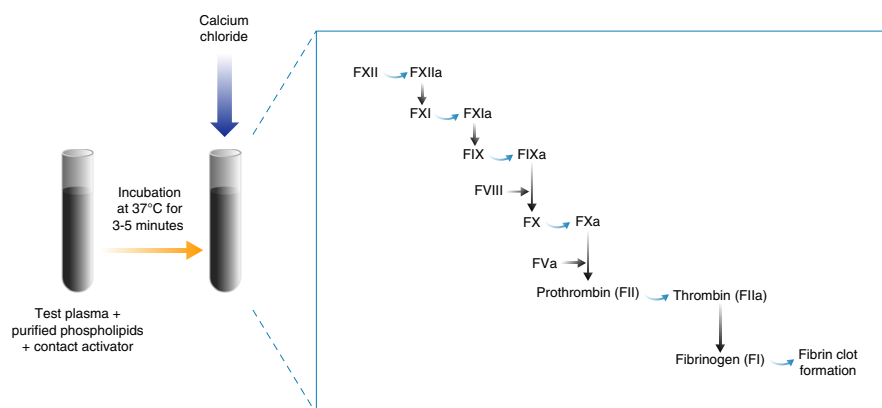 Calcium
chloride
Incubation
at 37°C for
3-5 minutes
Test plasma +
purified phospholipids
+ contact activator
FXII FXIIa
FXI FXIa
FIX FIXa
FVIII
FX FXa
FVa
Prothrombin (FII) Thrombin (FIIa)
Fibrinogen (FI) Fibrin clot
formation